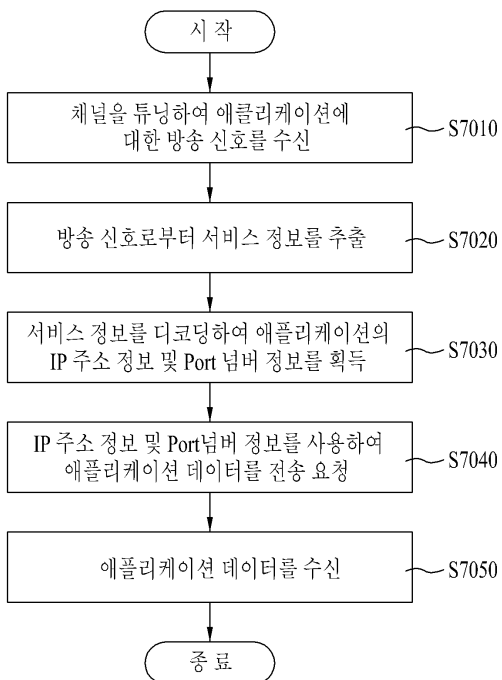 시 작
채널을 튜닝하여 애클리케이션에
대한 방송 신호를 수신
S7010
방송 신호로부터 서비스 정보를 추출
S7020
서비스 정보를 디코딩하여 애플리케이션의
IP 주소 정보 및 Port 넘버 정보를 획득
S7030
IP 주소 정보 및 Port넘버 정보를 사용하여
애플리케이션 데이터를 전송 요청
S7040
애플리케이션 데이터를 수신
S7050
종 료